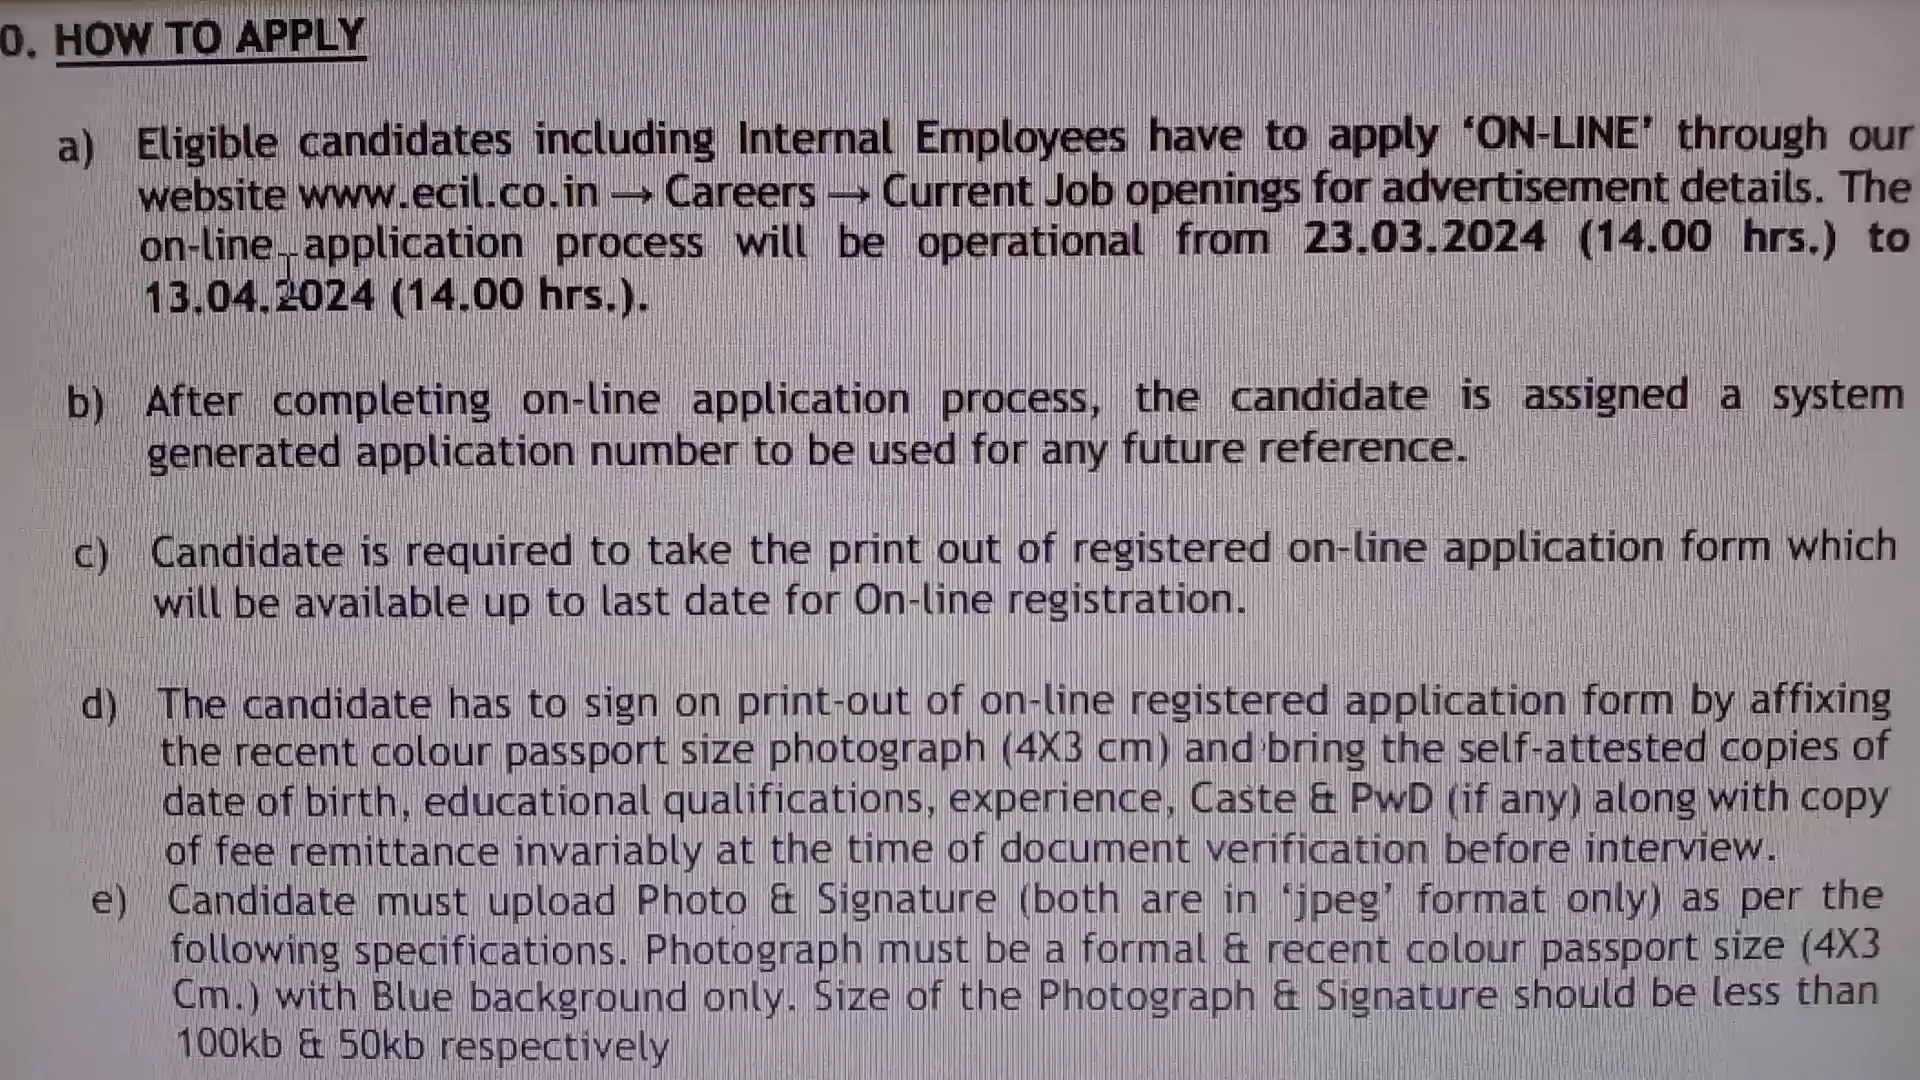 0. HOW TO APPLY
a) Eligible candidates including Internal Employees have to apply ‘ON-LINE’ through our
website www.ecil.co.in → Careers → Current Job openings for advertisement details. The
on-line application process will be operational from 23.03.2024 (14.00 hrs.) to
13.04.2024 (14.00 hrs.).
b) After completing on-line application process, the candidate is assigned a system
generated application number to be used for any future reference.
c) Candidate is required to take the print out of registered on-line application form which
will be available up to last date for On-line registration.
d) The candidate has to sign on print-out of on-line registered application form by affixing
the recent colour passport size photograph (4X3 cm) and bring the self-attested copies of
date of birth, educational qualifications, experience, Caste & PwD (if any) along with copy
of fee remittance invariably at the time of document verification before interview.
e) Candidate must upload Photo & Signature (both are in ‘jpeg’ format only) as per the
following specifications. Photograph must be a formal & recent colour passport size (4X3
Cm.) with Blue background only. Size of the Photograph & Signature should be less than
100kb & 50kb respectively